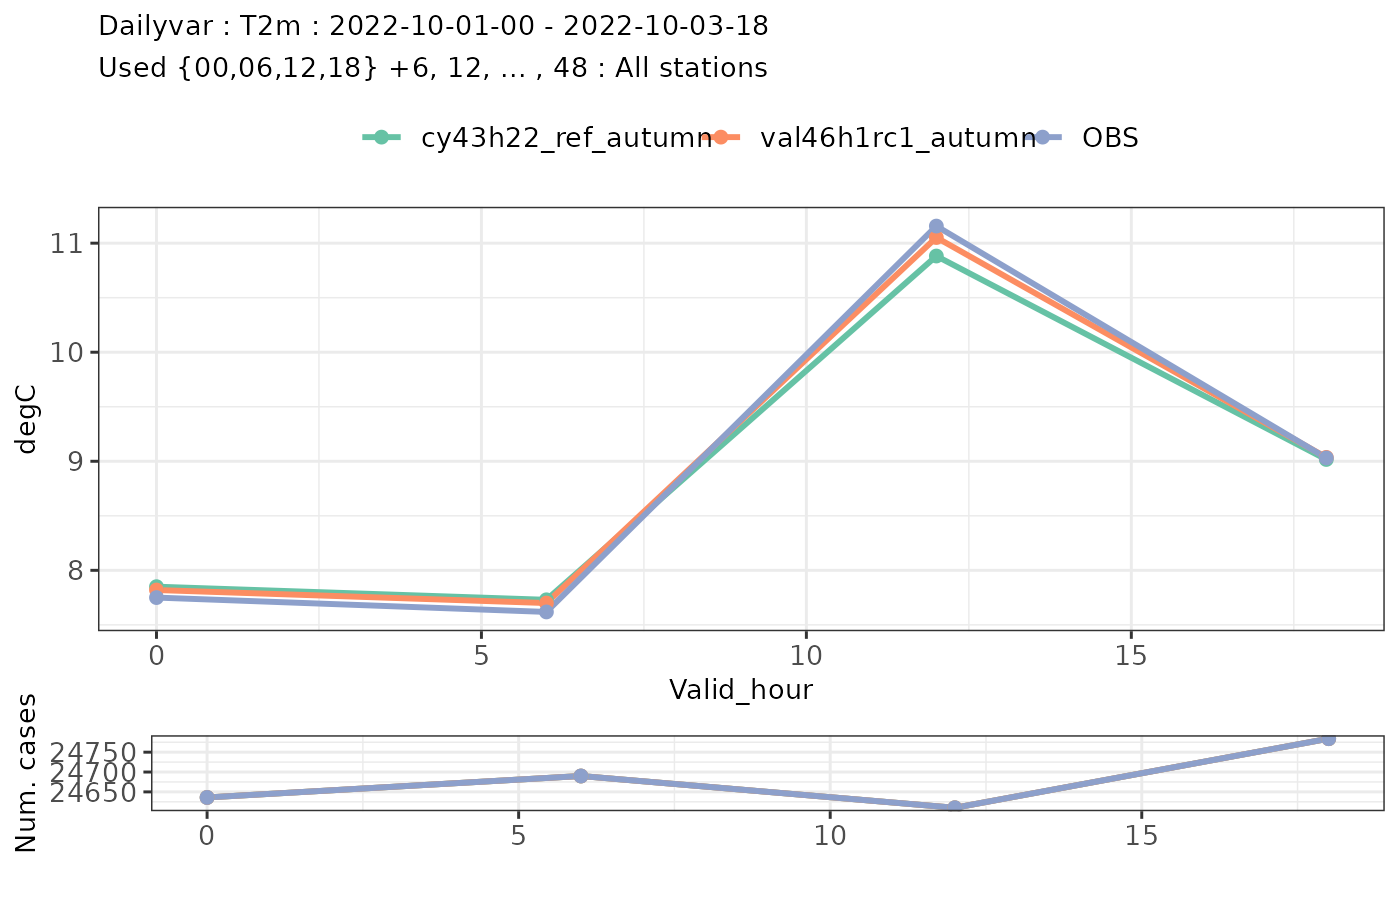 Dailyvar : T2m : 2022-10-01-00 - 2022-10-03-18
Used {00,06,12,18} +6, 12, ... , 48 : All stations
cy43h22_ref_autumn val46h1rc1_autumn OBS
degC
11
10
9
8
0 5 10 15
Valid_hour
Num. cases
24750
24700
24650
0 5 10 15